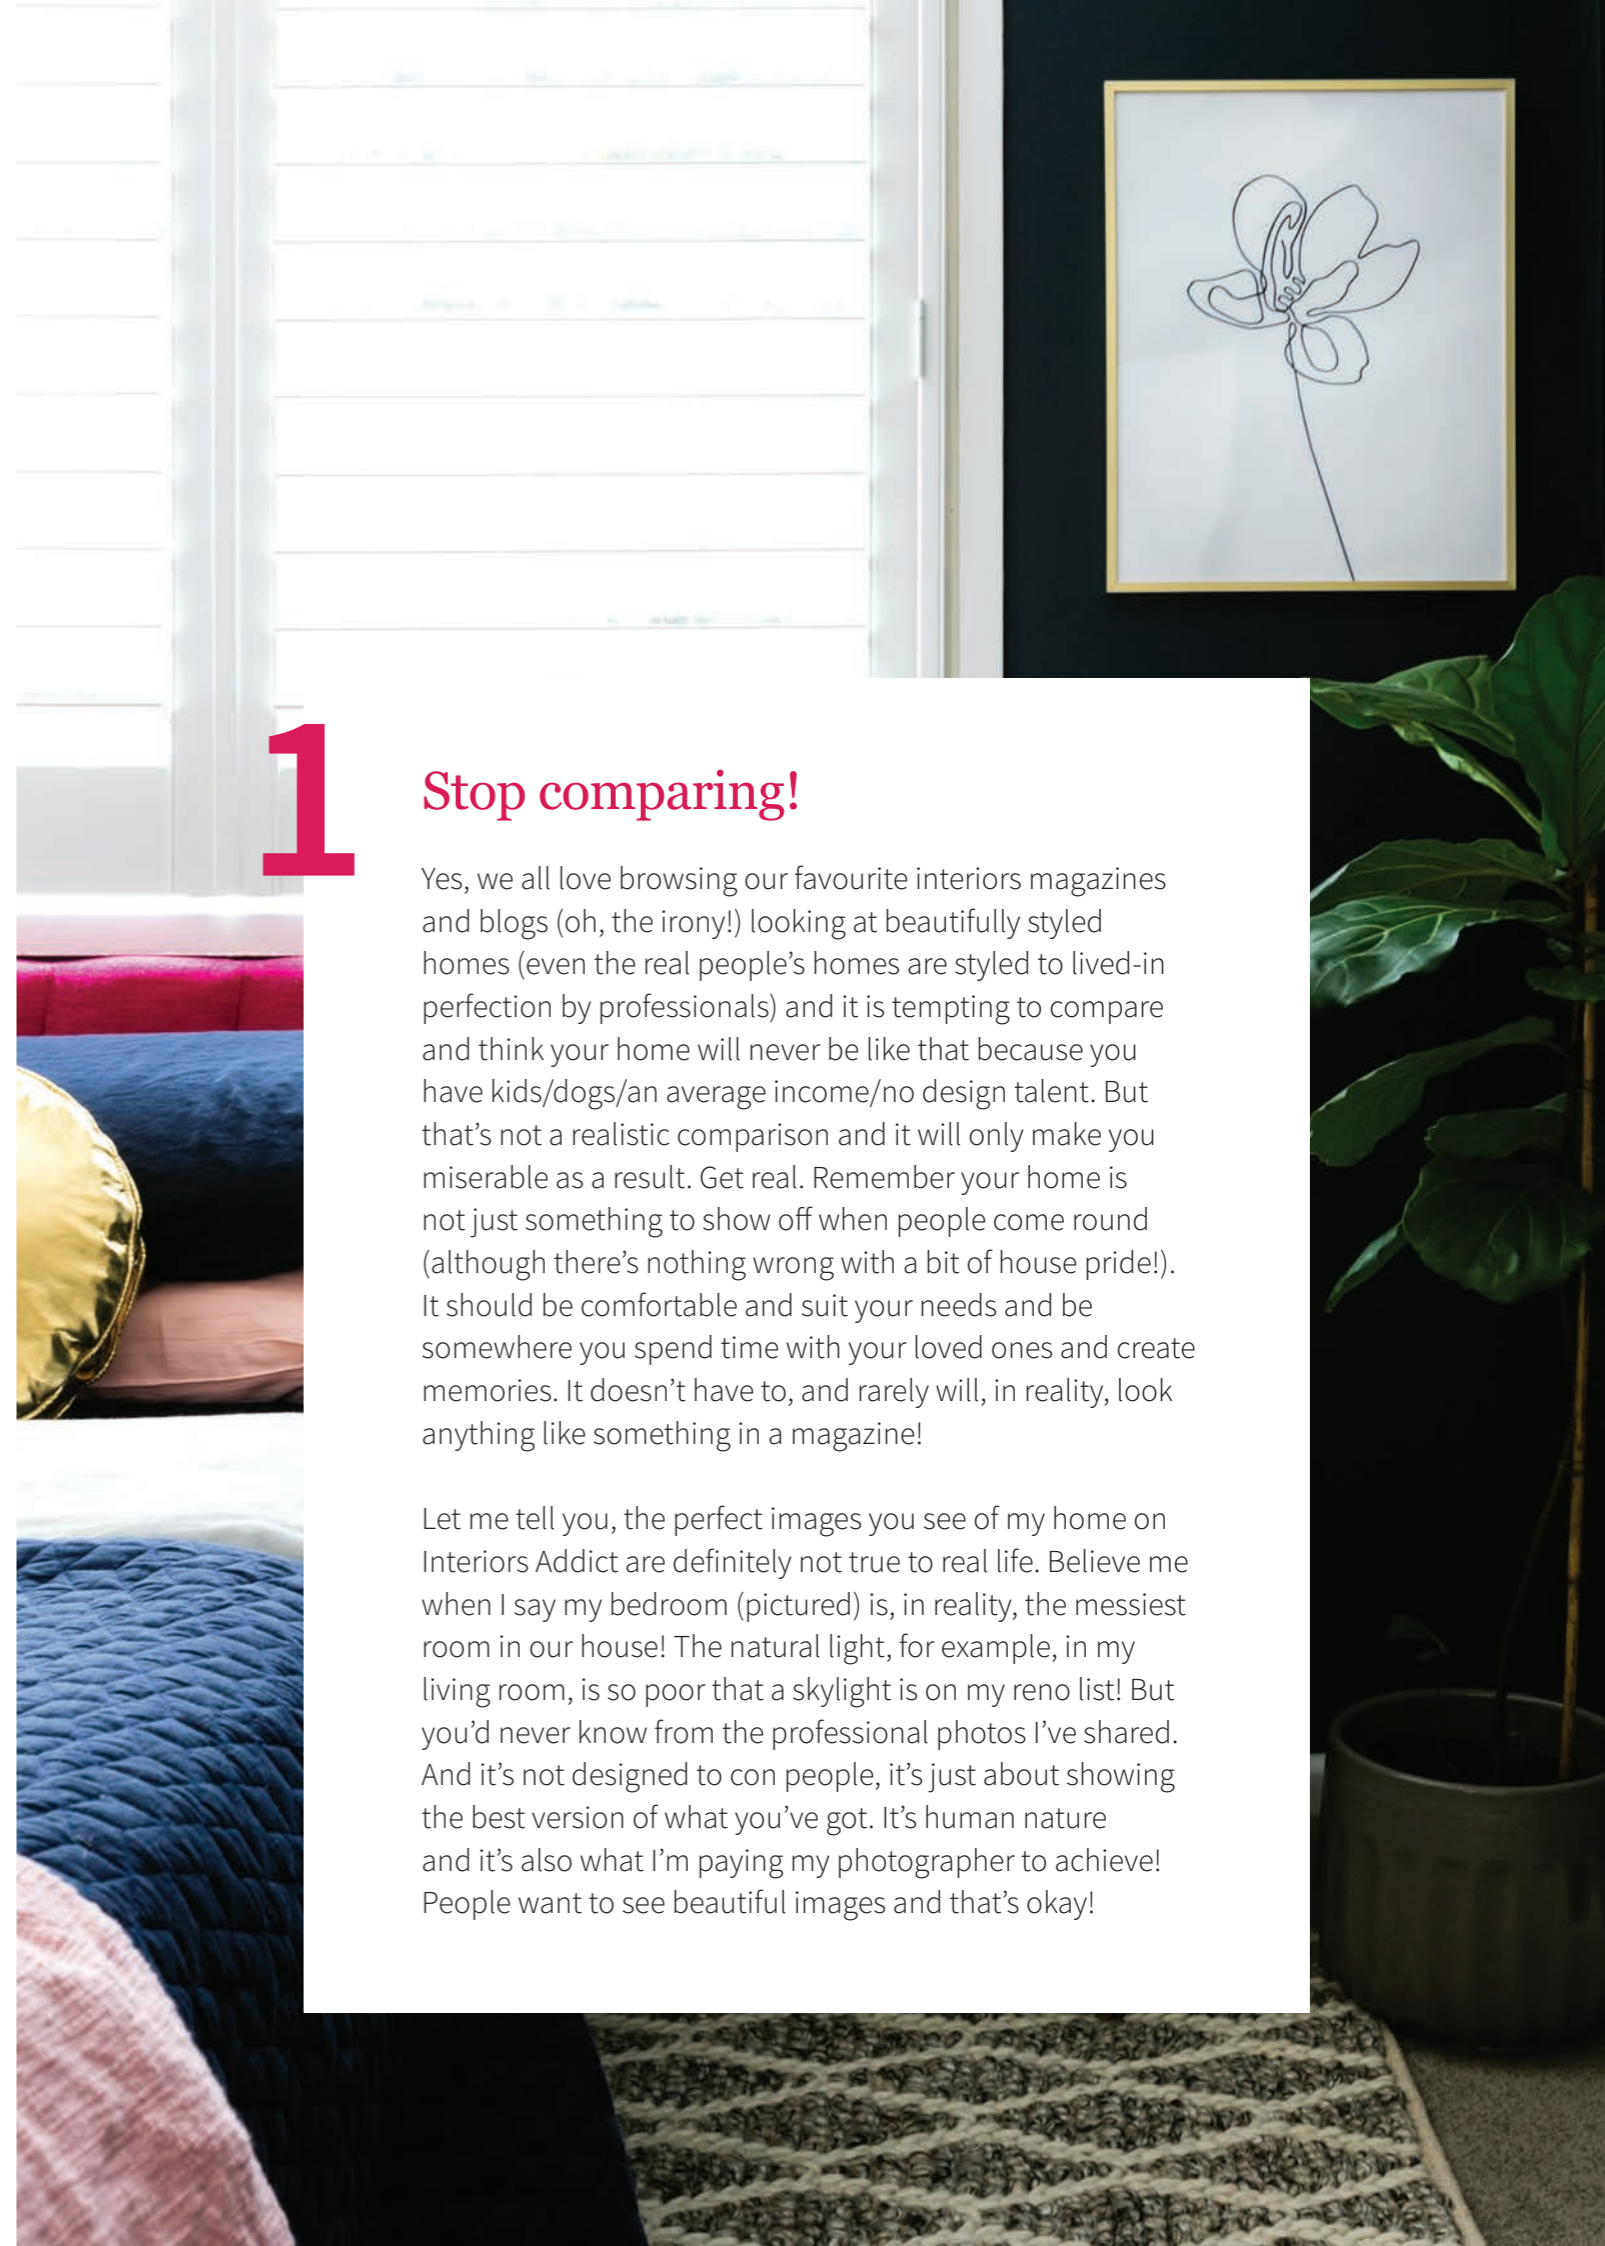 1
Stop comparing!
Yes, we all love browsing our favourite interiors magazines
and blogs (oh, the irony!) looking at beautifully styled
homes (even the real people’s homes are styled to lived-in
perfection by professionals) and it is tempting to compare
and think your home will never be like that because you
have kids/dogs/an average income/no design talent. But
that’s not a realistic comparison and it will only make you
miserable as a result. Get real. Remember your home is
not just something to show off when people come round
(although there’s nothing wrong with a bit of house pride!).
It should be comfortable and suit your needs and be
somewhere you spend time with your loved ones and create
memories. It doesn’t have to, and rarely will, in reality, look
anything like something in a magazine!
Let me tell you, the perfect images you see of my home on
Interiors Addict are definitely not true to real life. Believe me
when I say my bedroom (pictured) is, in reality, the messiest
room in our house! The natural light, for example, in my
living room, is so poor that a skylight is on my reno list! But
you’d never know from the professional photos I’ve shared.
And it’s not designed to con people, it’s just about showing
the best version of what you’ve got. It’s human nature
and it’s also what I’m paying my photographer to achieve!
People want to see beautiful images and that’s okay!